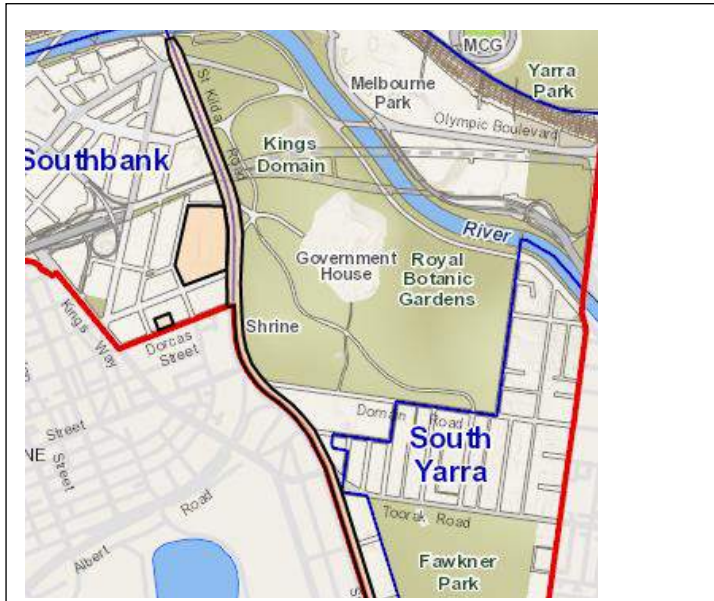 MCG
Yarra
Park
Melbourne
Park
Olympic Boulevard
St Kilda
Road
Kings
Domain
Southbank
River
Government
House
Royal
Botanic
Gardens
Kings
Way
Shrine
Dorcas
Street
Domain Road
South
Yarra
Street
Street
NE
Toorak Road
Albert Road
Fawkner
Park
S